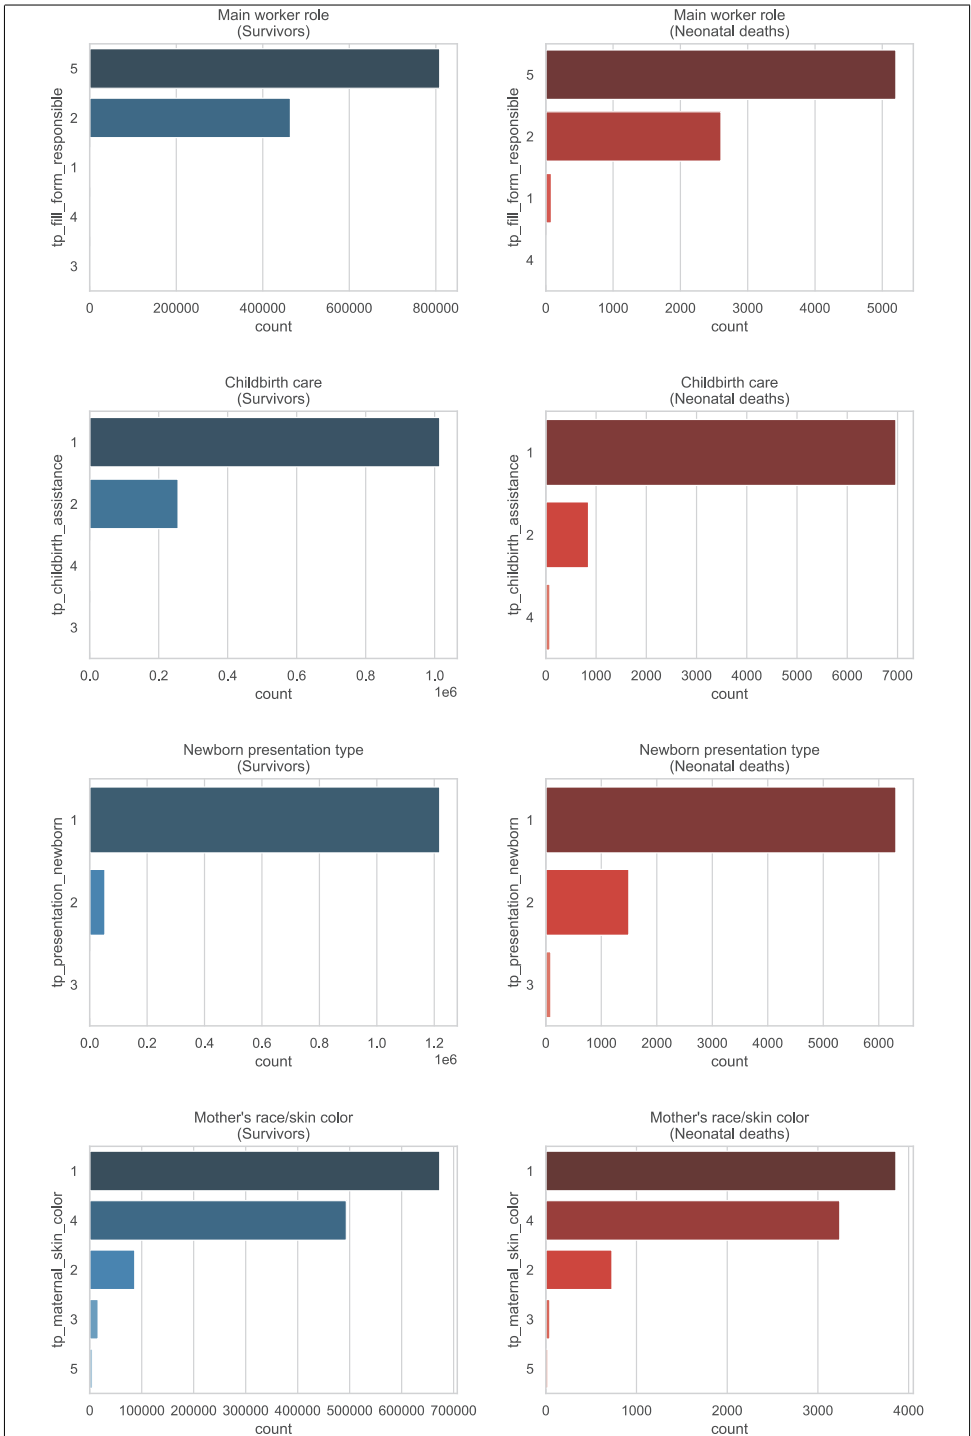 Main worker role
(Survivors)
tp_fill_form_responsible
5
2
1
4
3
0 200000 400000 600000 800000
count
Main worker role
(Neonatal deaths)
tp_fill_form_responsible
5
2
1
4
0 1000 2000 3000 4000 5000
count
Childbirth care
(Survivors)
tp_childbirth_assistance
1
2
4
3
0.0 0.2 0.4 0.6 0.8 1.0
count
1e6
Childbirth care
(Neonatal deaths)
tp_childbirth_assistance
1
2
4
0 1000 2000 3000 4000 5000 6000 7000
count
Newborn presentation type
(Survivors)
tp_presentation_newborn
1
2
3
0.0 0.2 0.4 0.6 0.8 1.0 1.2
count
1e6
Newborn presentation type
(Neonatal deaths)
tp_presentation_newborn
1
2
3
0 1000 2000 3000 4000 5000 6000
count
Mother's race/skin color
(Survivors)
tp_maternal_skin_color
1
4
2
3
5
0 100000 200000 300000 400000 500000 600000 700000
count
Mother's race/skin color
(Neonatal deaths)
tp_maternal_skin_color
1
4
2
3
5
0 1000 2000 3000 4000
count